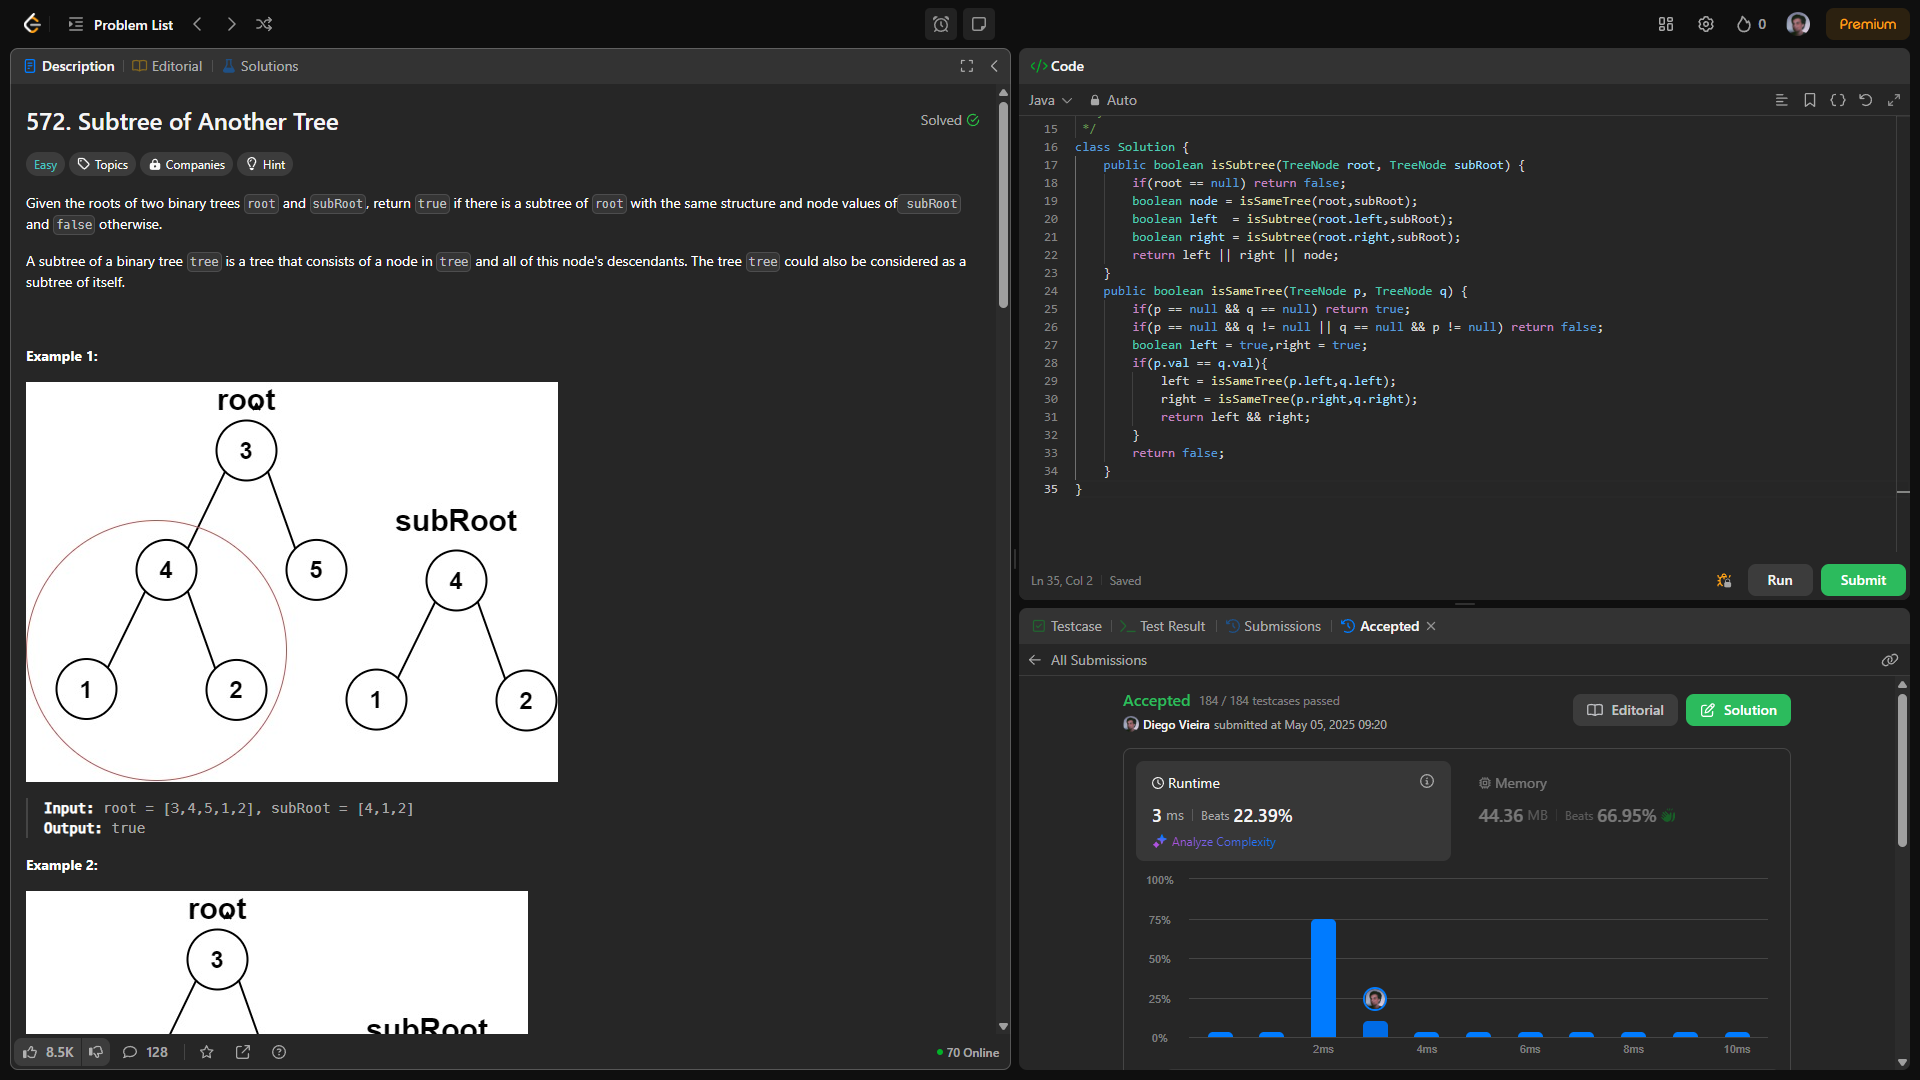 Problem List
0
Premium
Description
Editorial
Solutions
572. Subtree of Another Tree
Solved
Easy
Topics
Companies
Hint
Given the roots of two binary trees root and subRoot, return true if there is a subtree of root with the same structure and node values of subRoot
and false otherwise.
A subtree of a binary tree tree is a tree that consists of a node in tree and all of this node's descendants. The tree tree could also be considered as a
subtree of itself.
Example 1:
root
3
4
5
1
2
subRoot
4
1
2
Input: root = [3,4,5,1,2], subRoot = [4,1,2]
Output: true
Example 2:
root
3
subRoot
8.5K
128
70 Online
Code
Java
Auto
15 */
16 class Solution {
17 public boolean isSubtree(TreeNode root, TreeNode subRoot) {
18 if(root == null) return false;
19 boolean node = isSameTree(root,subRoot);
20 boolean left  = isSubtree(root.left,subRoot);
21 boolean right = isSubtree(root.right,subRoot);
22 return left || right || node;
23 }
24 public boolean isSameTree(TreeNode p, TreeNode q) {
25 if(p == null && q == null) return true;
26 if(p == null && q != null || q == null && p != null) return false;
27 boolean left = true,right = true;
28 if(p.val == q.val){
29 left = isSameTree(p.left,q.left);
30 right = isSameTree(p.right,q.right);
31 return left && right;
32 }
33 return false;
34 }
35 }
Ln 35, Col 2
Saved
Run
Submit
Testcase
Test Result
Submissions
Accepted
All Submissions
Accepted 184 / 184 testcases passed
Diego Vieira submitted at May 05, 2025 09:20
Editorial
Solution
Runtime
3 ms
Beats 22.39%
Analyze Complexity
Memory
44.36 MB
Beats 66.95%
100%
75%
50%
25%
0%
2ms
4ms
6ms
8ms
10ms